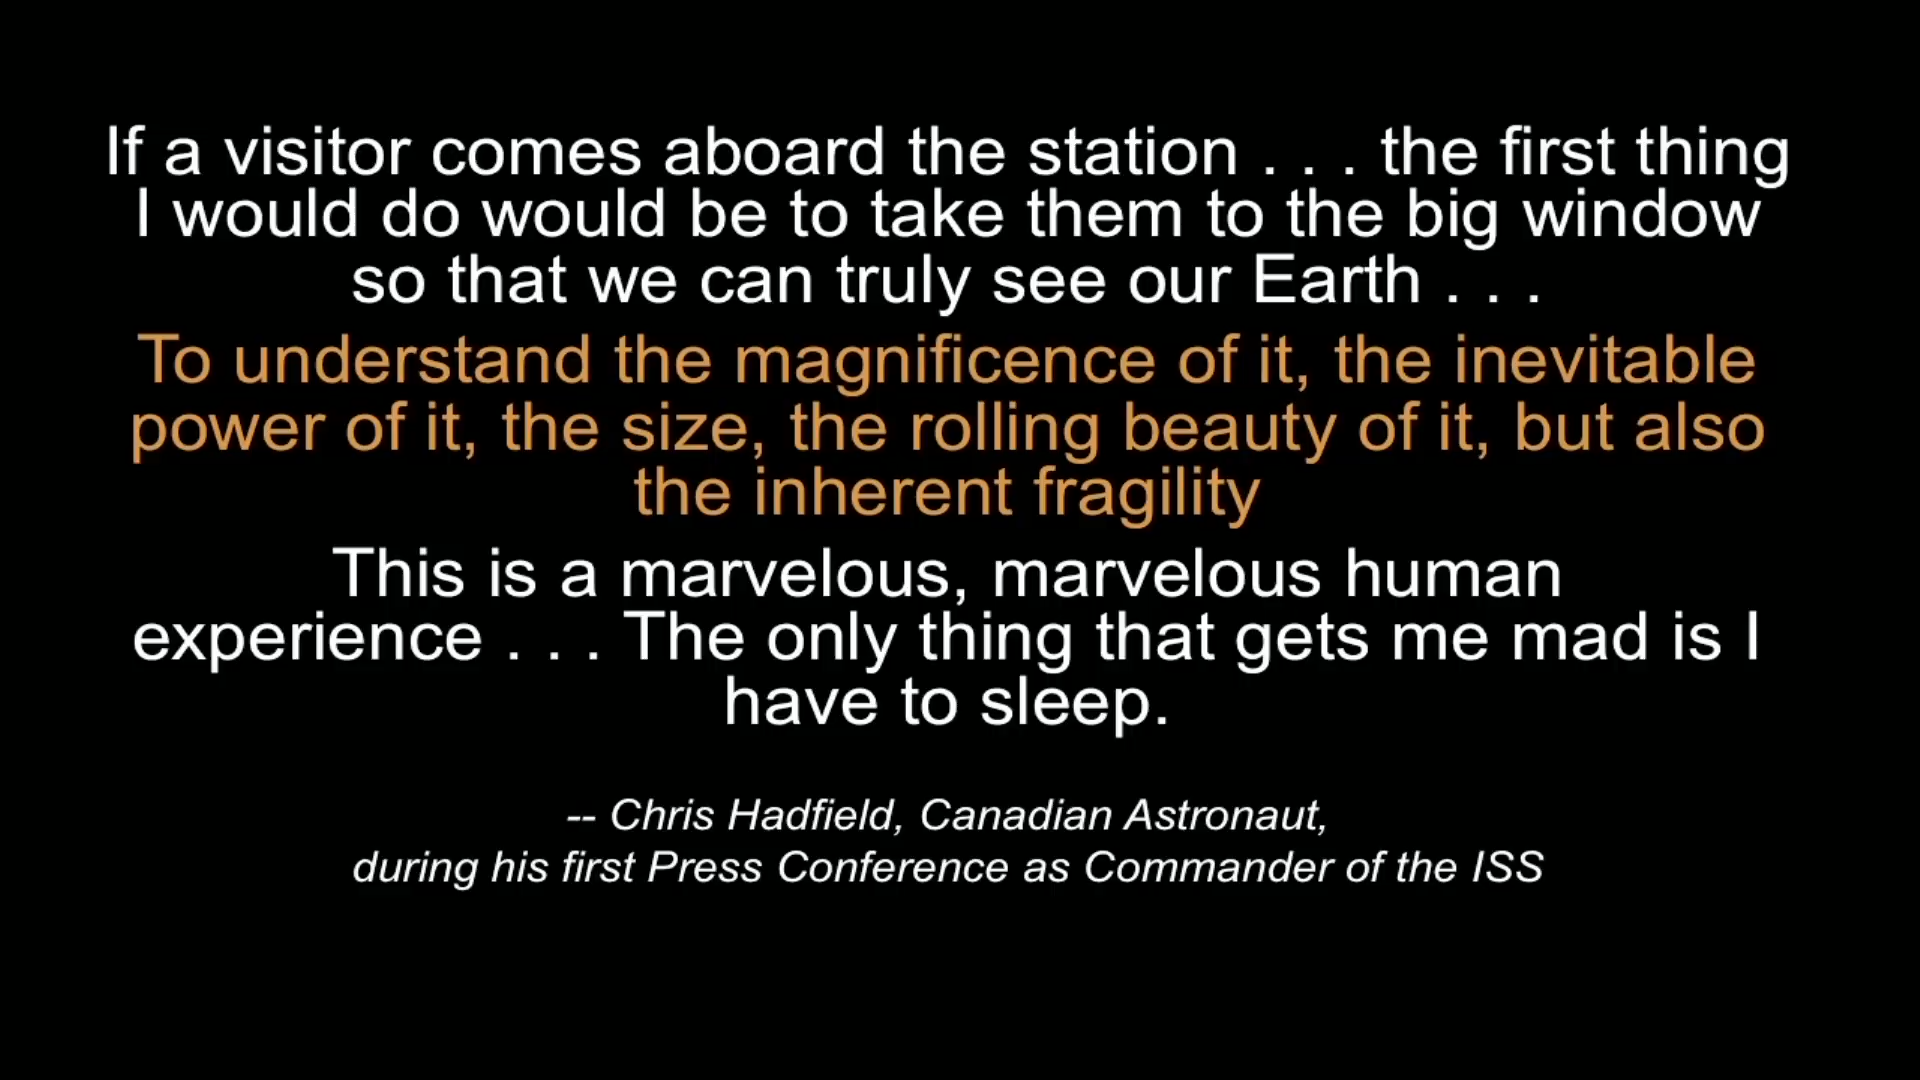 If a visitor comes aboard the station . . . the first thing
I would do would be to take them to the big window
so that we can truly see our Earth . . .
To understand the magnificence of it, the inevitable
power of it, the size, the rolling beauty of it, but also
the inherent fragility
This is a marvelous, marvelous human
experience . . . The only thing that gets me mad is I
have to sleep.
-- Chris Hadfield, Canadian Astronaut,
during his first Press Conference as Commander of the ISS